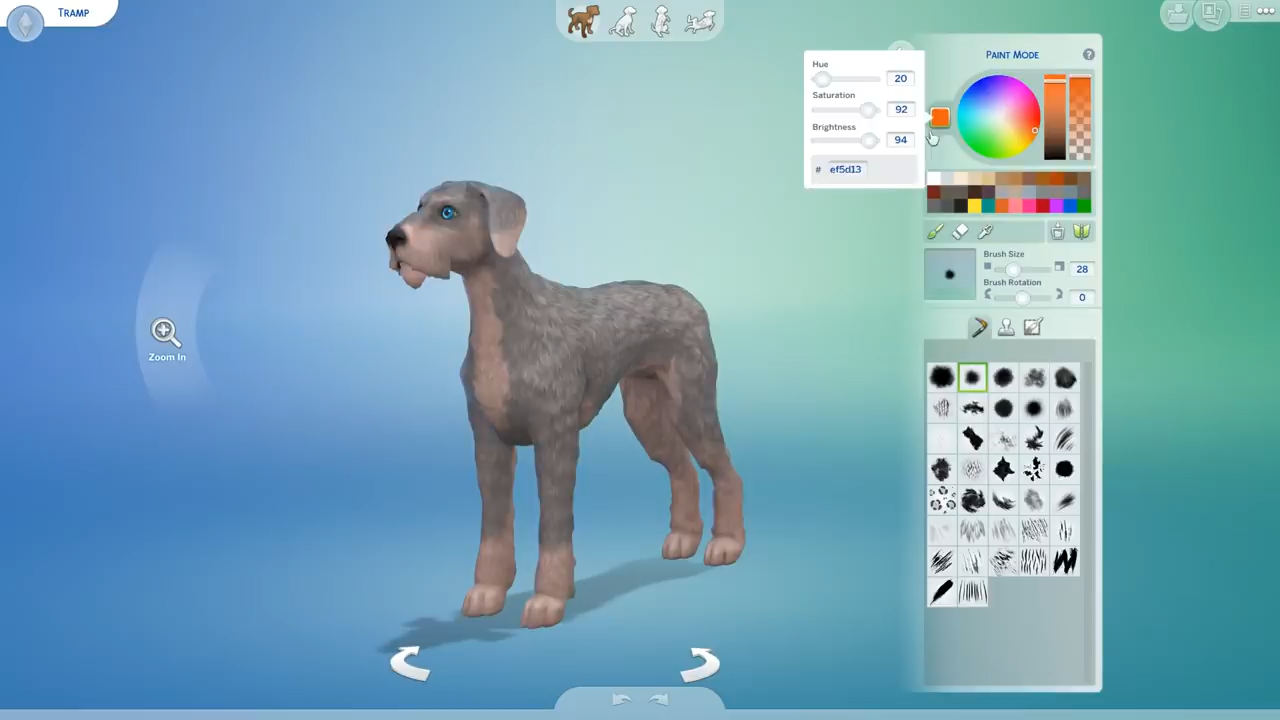 TRAMP
PAINT MODE
?
Hue
20
Saturation
92
Brightness
94
# ef5d13
Brush Size
28
Brush Rotation
0
Zoom In